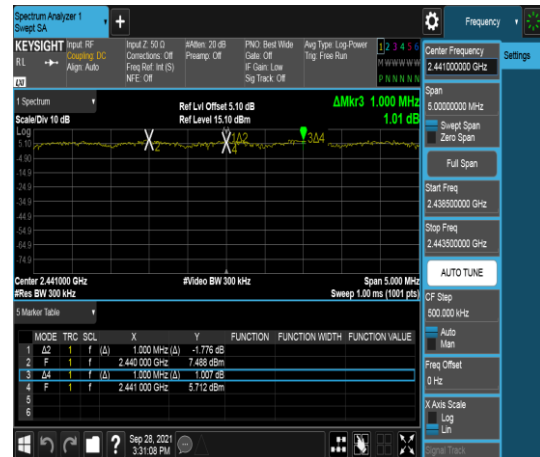 Spectrum Analyzer 1
Swept SA
+
Frequency
KEYSIGHT
Input: RF
Coupling: DC
Align: Auto
Input Z: 50 Ω
Corrections: Off
Freq Ref: Int (S)
NFE: Off
#Atten: 20 dB
Preamp: Off
PNO: Best Wide
Gate: Off
IF Gain: Low
Sig Track: Off
Avg Type: Log-Power
Trig: Free Run
1 2 3 4 5 6
M W W W W W
P N N N N N
RL
LXI
Center Frequency
2.441000000 GHz
Settings
Span
5.00000000 MHz
Swept Span
Zero Span
Full Span
Start Freq
2.438500000 GHz
Stop Freq
2.443500000 GHz
AUTO TUNE
CF Step
500.000 kHz
Auto
Man
Freq Offset
0 Hz
X Axis Scale
Log
Lin
Signal Track
1 Spectrum
Scale/Div 10 dB
Ref Lvl Offset 5.10 dB
Ref Level 15.10 dBm
ΔMkr3 1.000 MHz
1.01 dB
Log
5.10
-4.90
-14.9
-24.9
-34.9
-44.9
-54.9
-64.9
-74.9
2
1Δ2
4
3Δ4
Center 2.441000 GHz
#Res BW 300 kHz
#Video BW 300 kHz
Span 5.000 MHz
Sweep 1.00 ms (1001 pts)
5 Marker Table
MODE TRC SCL X Y FUNCTION FUNCTION WIDTH FUNCTION VALUE
1 Δ2 1 f (Δ) 1.000 MHz (Δ) -1.776 dB
2 F 1 f 2.440 000 GHz 7.488 dBm
3 Δ4 1 f (Δ) 1.000 MHz (Δ) 1.007 dB
4 F 1 f 2.441 000 GHz 5.712 dBm
5
6
?
Sep 28, 2021
3:31:08 PM